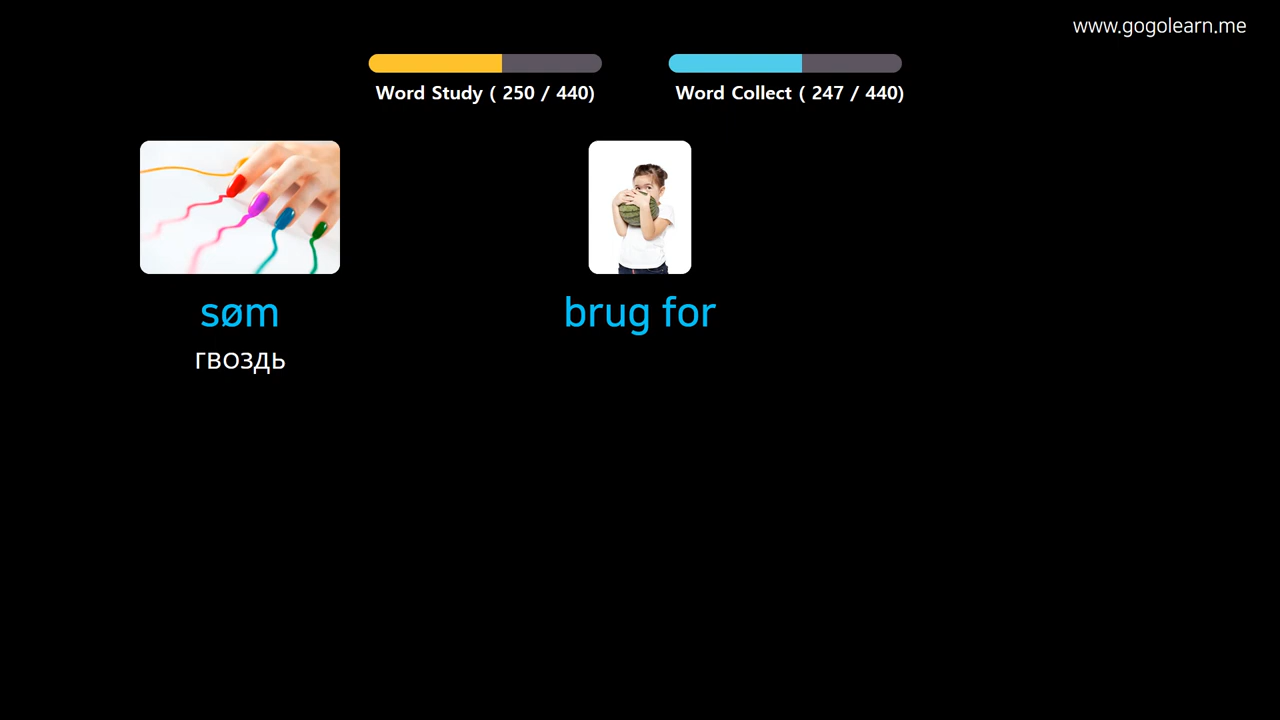 www.gogolearn.me
Word Study ( 250 / 440)
Word Collect ( 247 / 440)
søm
гвоздь
brug for